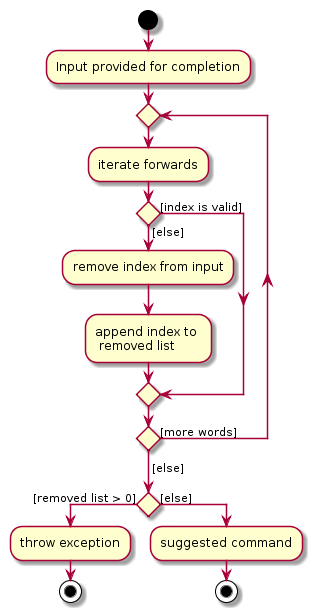 Input provided for completion
iterate forwards
[index is valid]
[else]
remove index from input
append index to
removed list
[more words]
[else]
[removed list > 0]
[else]
throw exception
suggested command